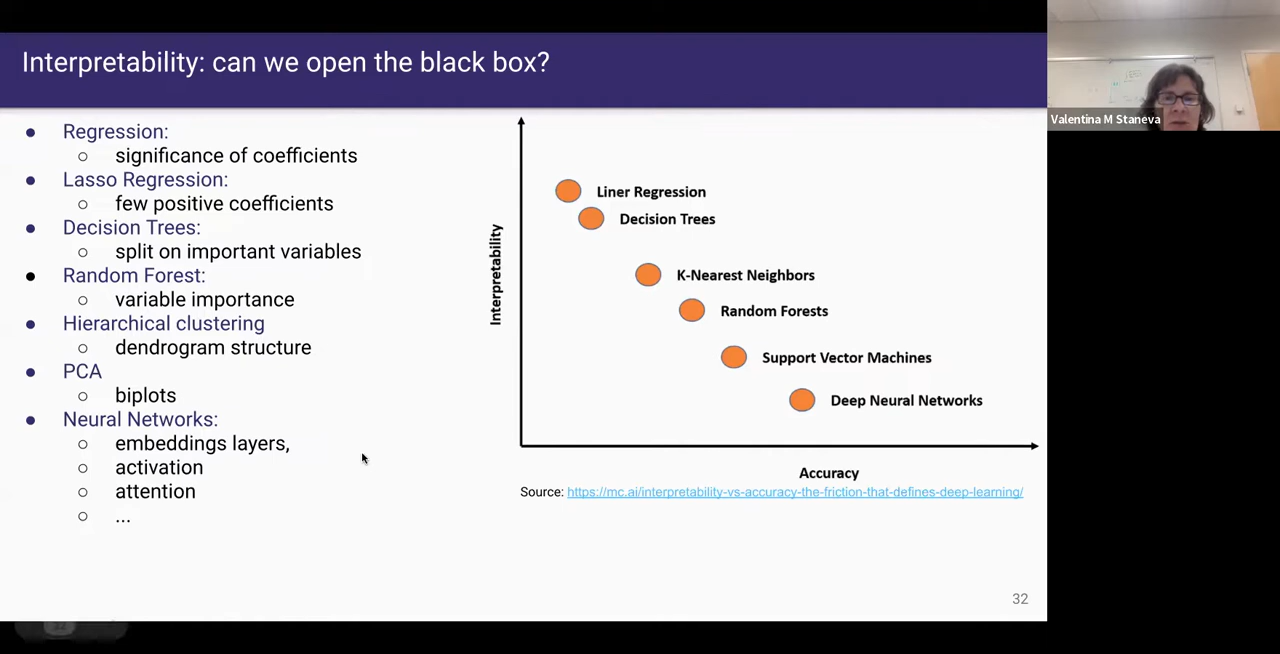 Interpretability: can we open the black box?
Regression:
significance of coefficients
Lasso Regression:
few positive coefficients
Decision Trees:
split on important variables
Random Forest:
variable importance
Hierarchical clustering
dendrogram structure
PCA
biplots
Neural Networks:
embeddings layers,
activation
attention
...
Interpretability
Liner Regression
Decision Trees
K-Nearest Neighbors
Random Forests
Support Vector Machines
Deep Neural Networks
Accuracy
Source: https://mc.ai/interpretability-vs-accuracy-the-friction-that-defines-deep-learning/
32
Valentina M Staneva